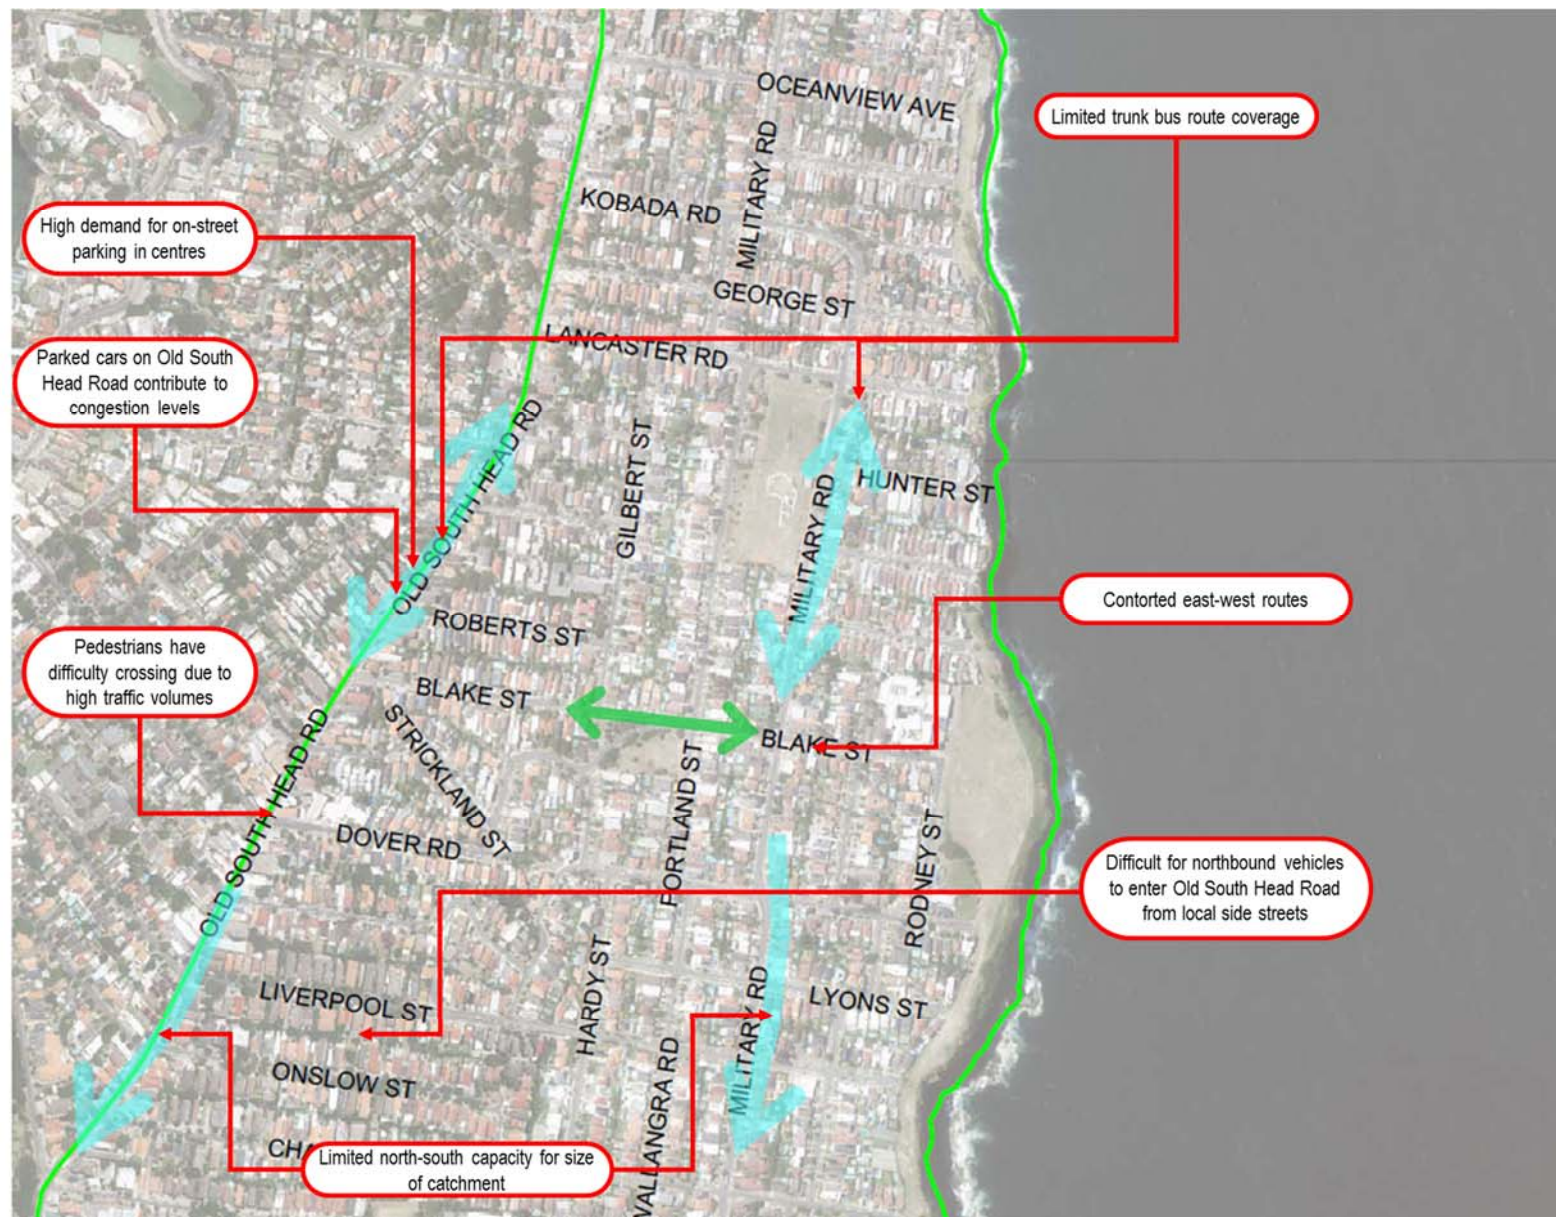 OCEANVIEW AVE
Limited trunk bus route coverage
MILITARY RD
KOBADA RD
High demand for on-street
parking in centres
GEORGE ST
LANCASTER RD
Parked cars on Old South
Head Road contribute to
congestion levels
OLD SOUTH HEAD RD
GILBERT ST
HUNTER ST
MILITARY RD
Contorted east-west routes
ROBERTS ST
Pedestrians have
difficulty crossing due to
high traffic volumes
BLAKE ST
BLAKE ST
STRICKLAND ST
OLD SOUTH HEAD RD
PORTLAND ST
DOVER RD
RODNEY ST
Difficult for northbound vehicles
to enter Old South Head Road
from local side streets
LIVERPOOL ST
HARDY ST
LYONS ST
MILITARY RD
ONSLOW ST
WALLANGRA RD
Limited north-south capacity for size
of catchment